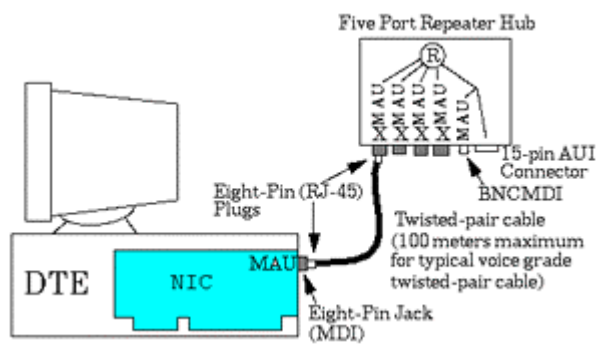 Five Port Repeater Hub
R
X MAU
X MAU
X MAU
X MAU
MAU
15-pin AUI
Connector
BNCMDI
Eight-Pin (RJ-45)
Plugs
Twisted-pair cable
(100 meters maximum
for typical voice grade
twisted-pair cable)
DTE
NIC
MAU
Eight-Pin Jack
(MDI)